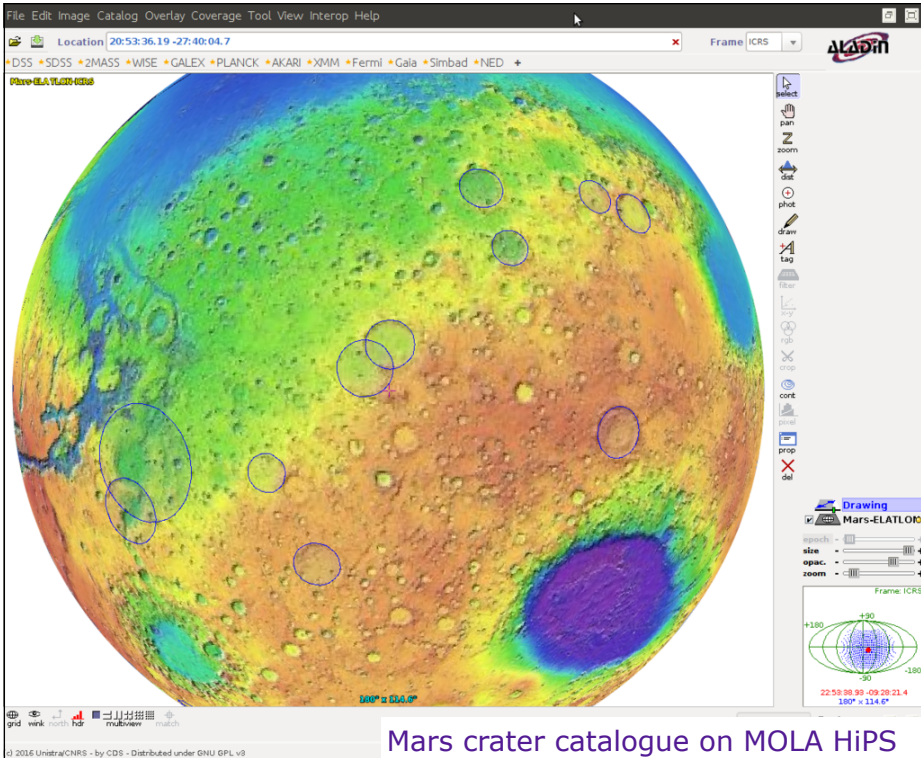 File Edit Image Catalog Overlay Coverage Tool View Interop Help
Location 20:53:36.19 -27:40:04.7
Frame ICRS
ALADIN
DSS SDSS 2MASS WISE GALEX PLANCK AKARI XMM Fermi Gaia Simbad NED +
Mars-ELATLON-ICRS
select
pan
zoom
dist
phot
draw
tag
filter
x-y
rgb
crop
cont
pixel
prop
del
Drawing
Mars-ELATLON
epoch - +
size - +
opac. - +
zoom - +
Frame: ICRS
+90
+180
-180
-90
22:53:38.93 -09:28:21.4
180° x 114.6°
180° x 114.6°
grid wink north hdr multiview match
c) 2016 Unistra/CNRS - by CDS - Distributed under GNU GPL v3
Mars crater catalogue on MOLA HiPS